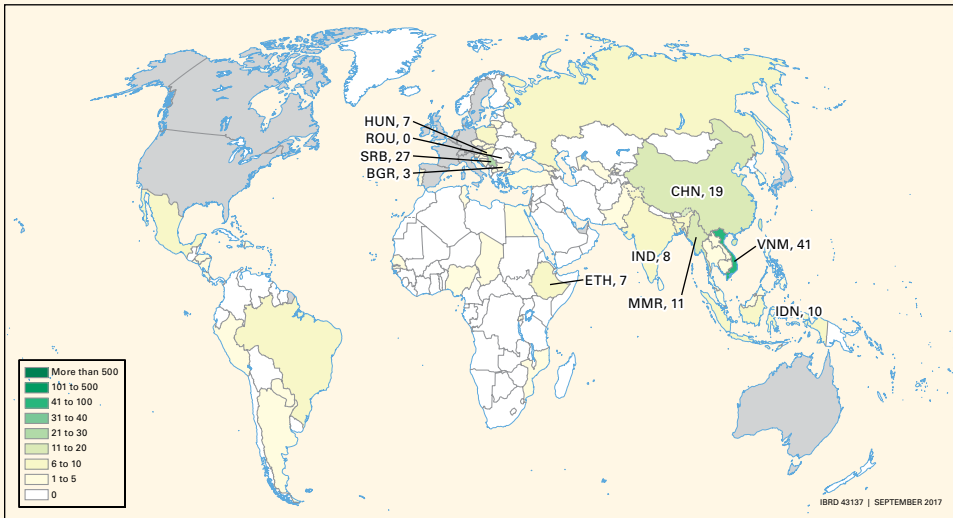 HUN, 7
ROU, 0
SRB, 27
BGR, 3
CHN, 19
VNM, 41
IND, 8
ETH, 7
MMR, 11
IDN, 10
More than 500
101 to 500
41 to 100
31 to 40
21 to 30
11 to 20
6 to 10
1 to 5
0
IBRD 43137 | SEPTEMBER 2017